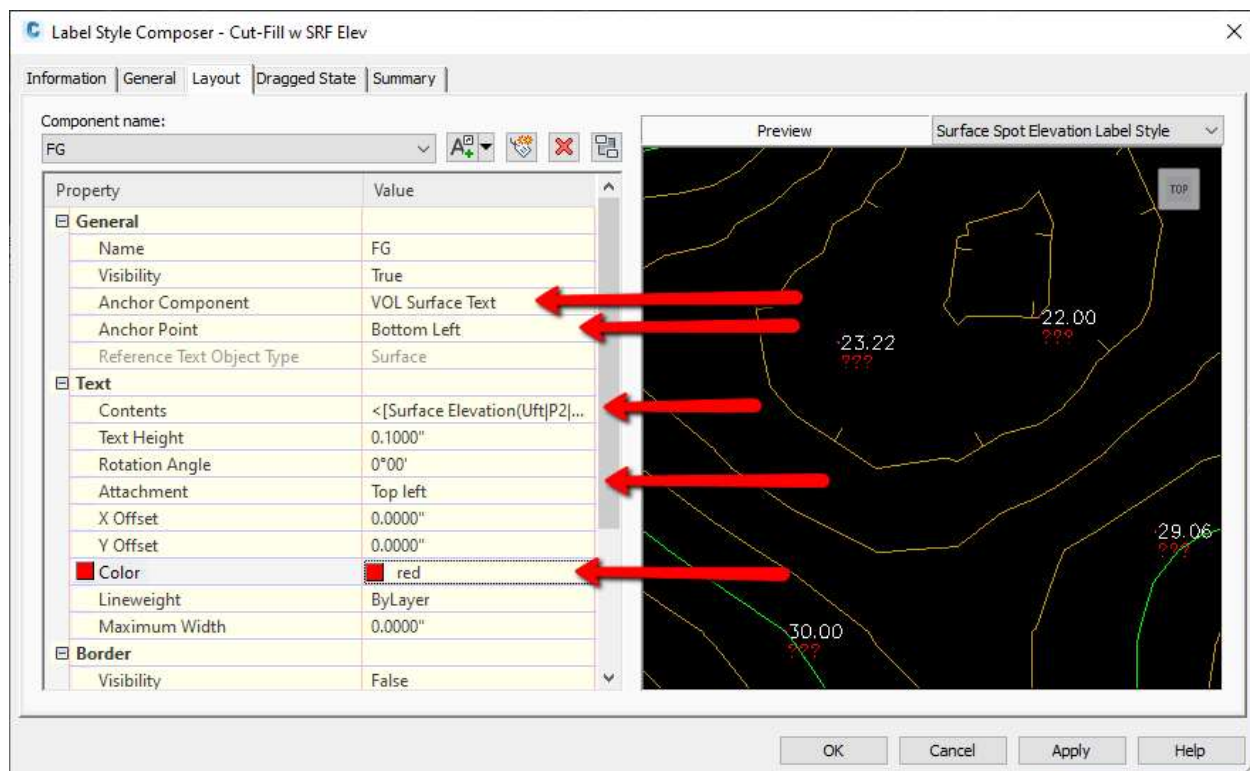 Label Style Composer - Cut-Fill w SRF Elev
Information General Layout Dragged State Summary
Component name:
FG
Preview Surface Spot Elevation Label Style
Property Value
General
Name FG
Visibility True
Anchor Component VOL Surface Text
Anchor Point Bottom Left
Reference Text Object Type Surface
Text
Contents <[Surface Elevation(Uft|P2|...
Text Height 0.1000"
Rotation Angle 0°00'
Attachment Top left
X Offset 0.0000"
Y Offset 0.0000"
Color red
Lineweight ByLayer
Maximum Width 0.0000"
Border
Visibility False
TOP
22.00
???
23.22
???
29.06
???
30.00
???
OK Cancel Apply Help